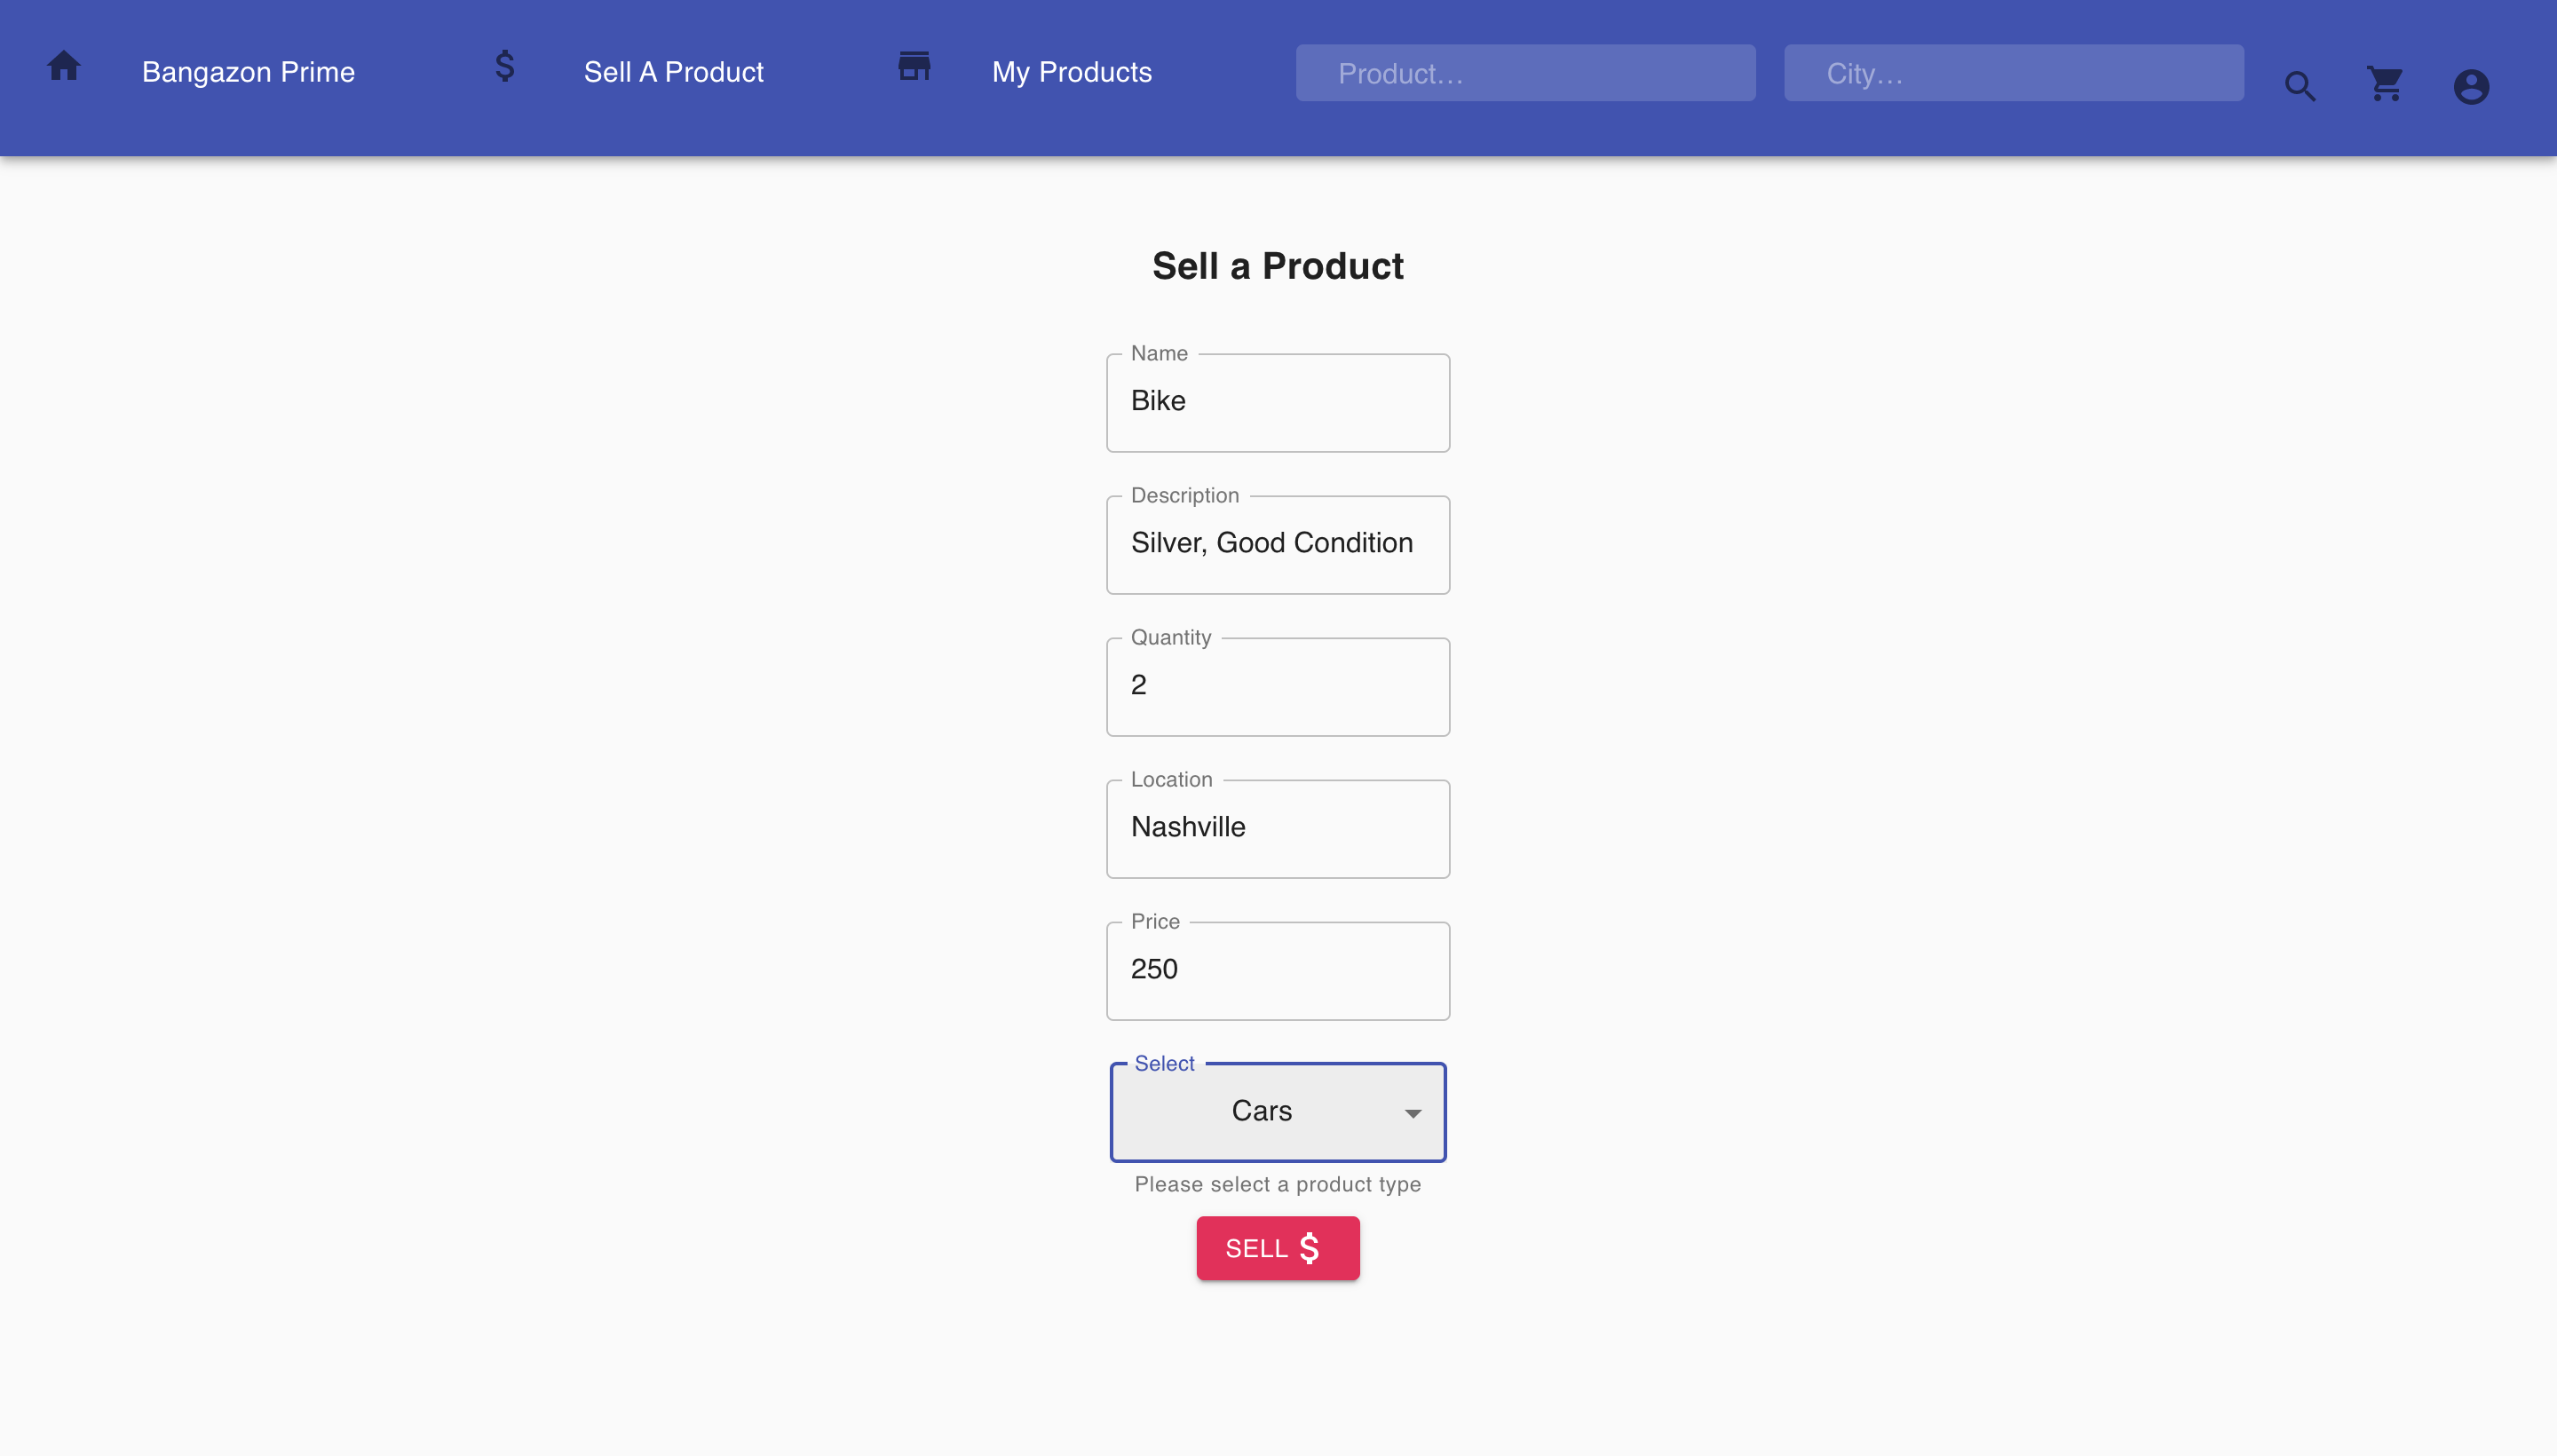 Bangazon Prime
$
Sell A Product
My Products
Product...
City...
Sell a Product
Name
Bike
Description
Silver, Good Condition
Quantity
2
Location
Nashville
Price
250
Select
Cars
Please select a product type
SELL $